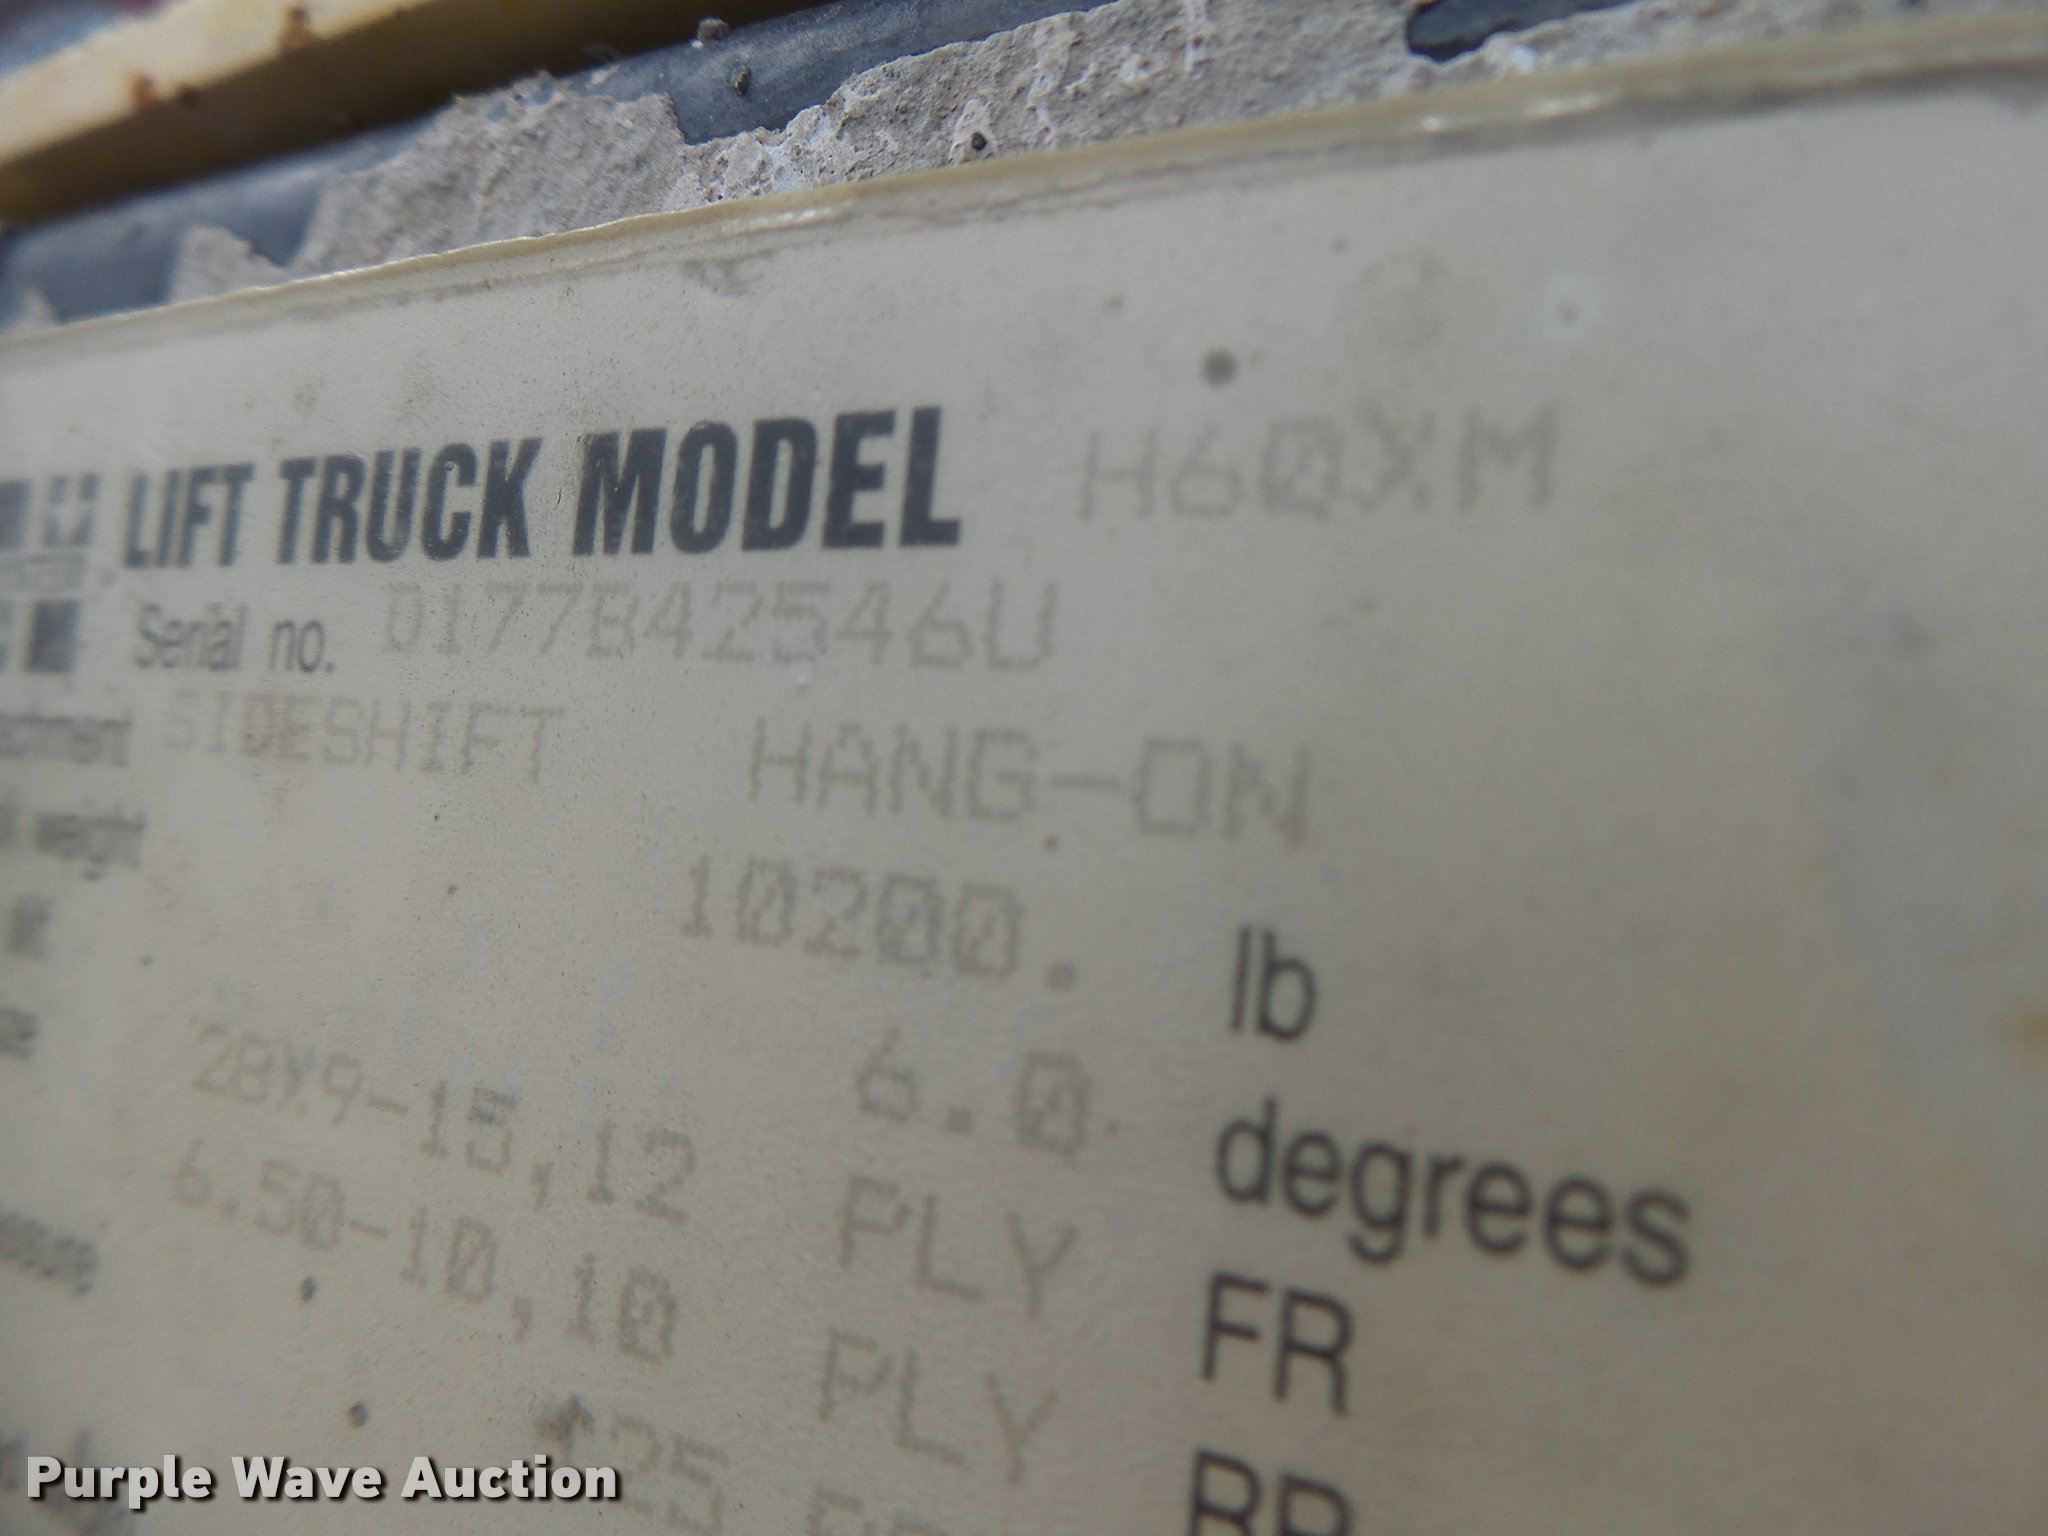 LIFT TRUCK MODEL H60XM
Serial no. D177B42546U
SIDESHIFT HANG-ON
weight 10200. lb
6.0 degrees
28X9-15,12 PLY FR
6.50-10,10 PLY
Purple Wave Auction